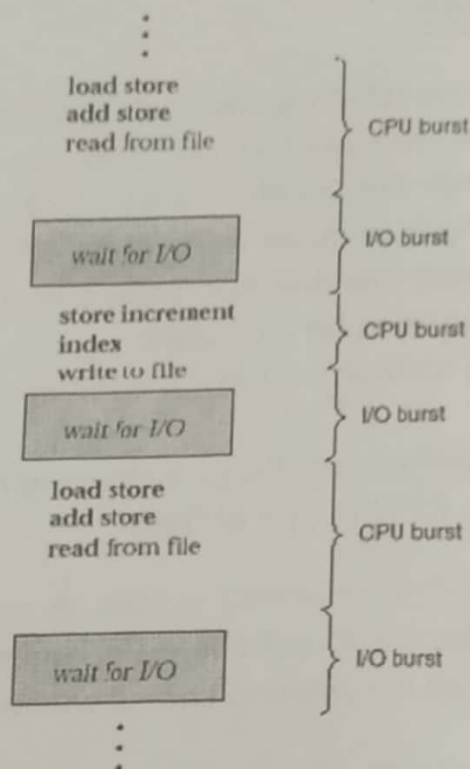 load store
add store
read from file
CPU burst
wait for I/O
I/O burst
store increment
index
write to file
CPU burst
wait for I/O
I/O burst
load store
add store
read from file
CPU burst
wait for I/O
I/O burst